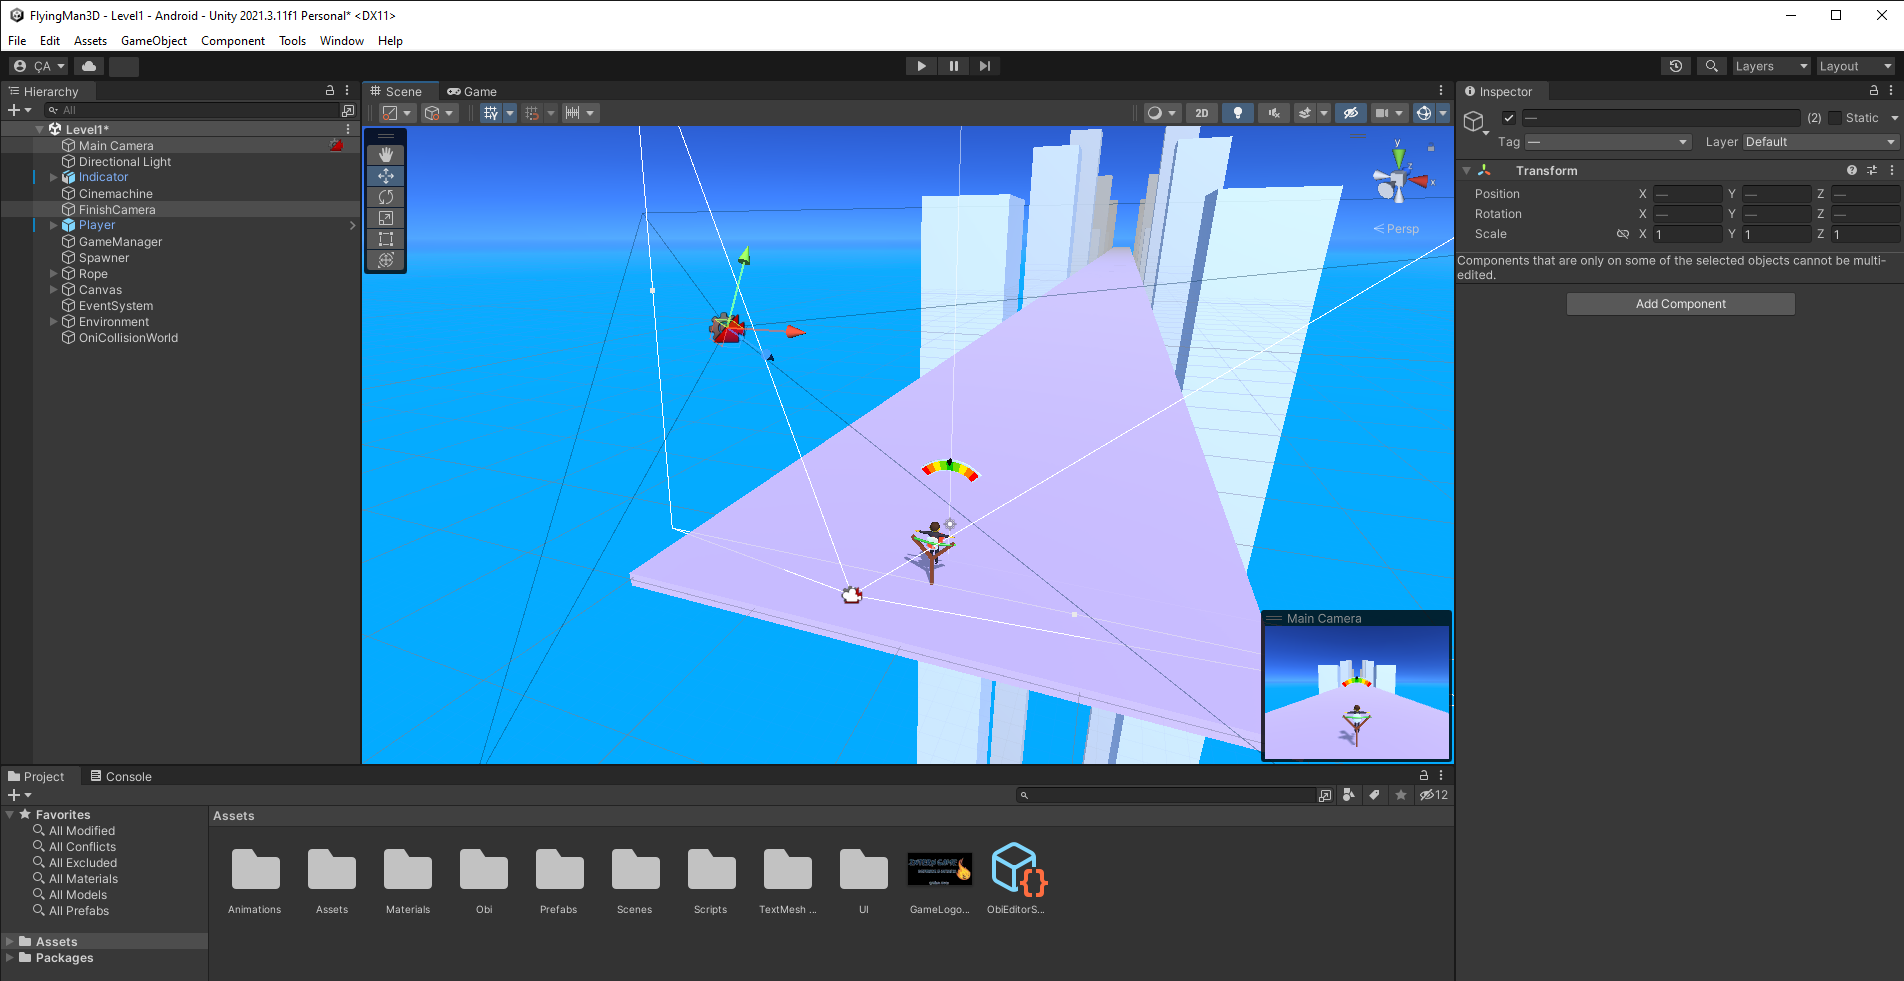 FlyingMan3D - Level1 - Android - Unity 2021.3.11f1 Personal* <DX11>
File Edit Assets GameObject Component Tools Window Help
ÇA
Layers
Layout
Hierarchy
All
Level1*
Main Camera
Directional Light
Indicator
Cinemachine
FinishCamera
Player
GameManager
Spawner
Rope
Canvas
EventSystem
Environment
OniCollisionWorld
Scene Game
2D
y
z
x
Persp
Main Camera
Inspector
— (2) Static
Tag — Layer Default
Transform
Position X — Y — Z —
Rotation X — Y — Z —
Scale X 1 Y 1 Z 1
Components that are only on some of the selected objects cannot be multi-
edited.
Add Component
Project Console
12
Favorites
All Modified
All Conflicts
All Excluded
All Materials
All Models
All Prefabs
Assets
Packages
Assets
Animations Assets Materials Obi Prefabs Scenes Scripts TextMesh ... UI GameLogo... ObiEditorS...